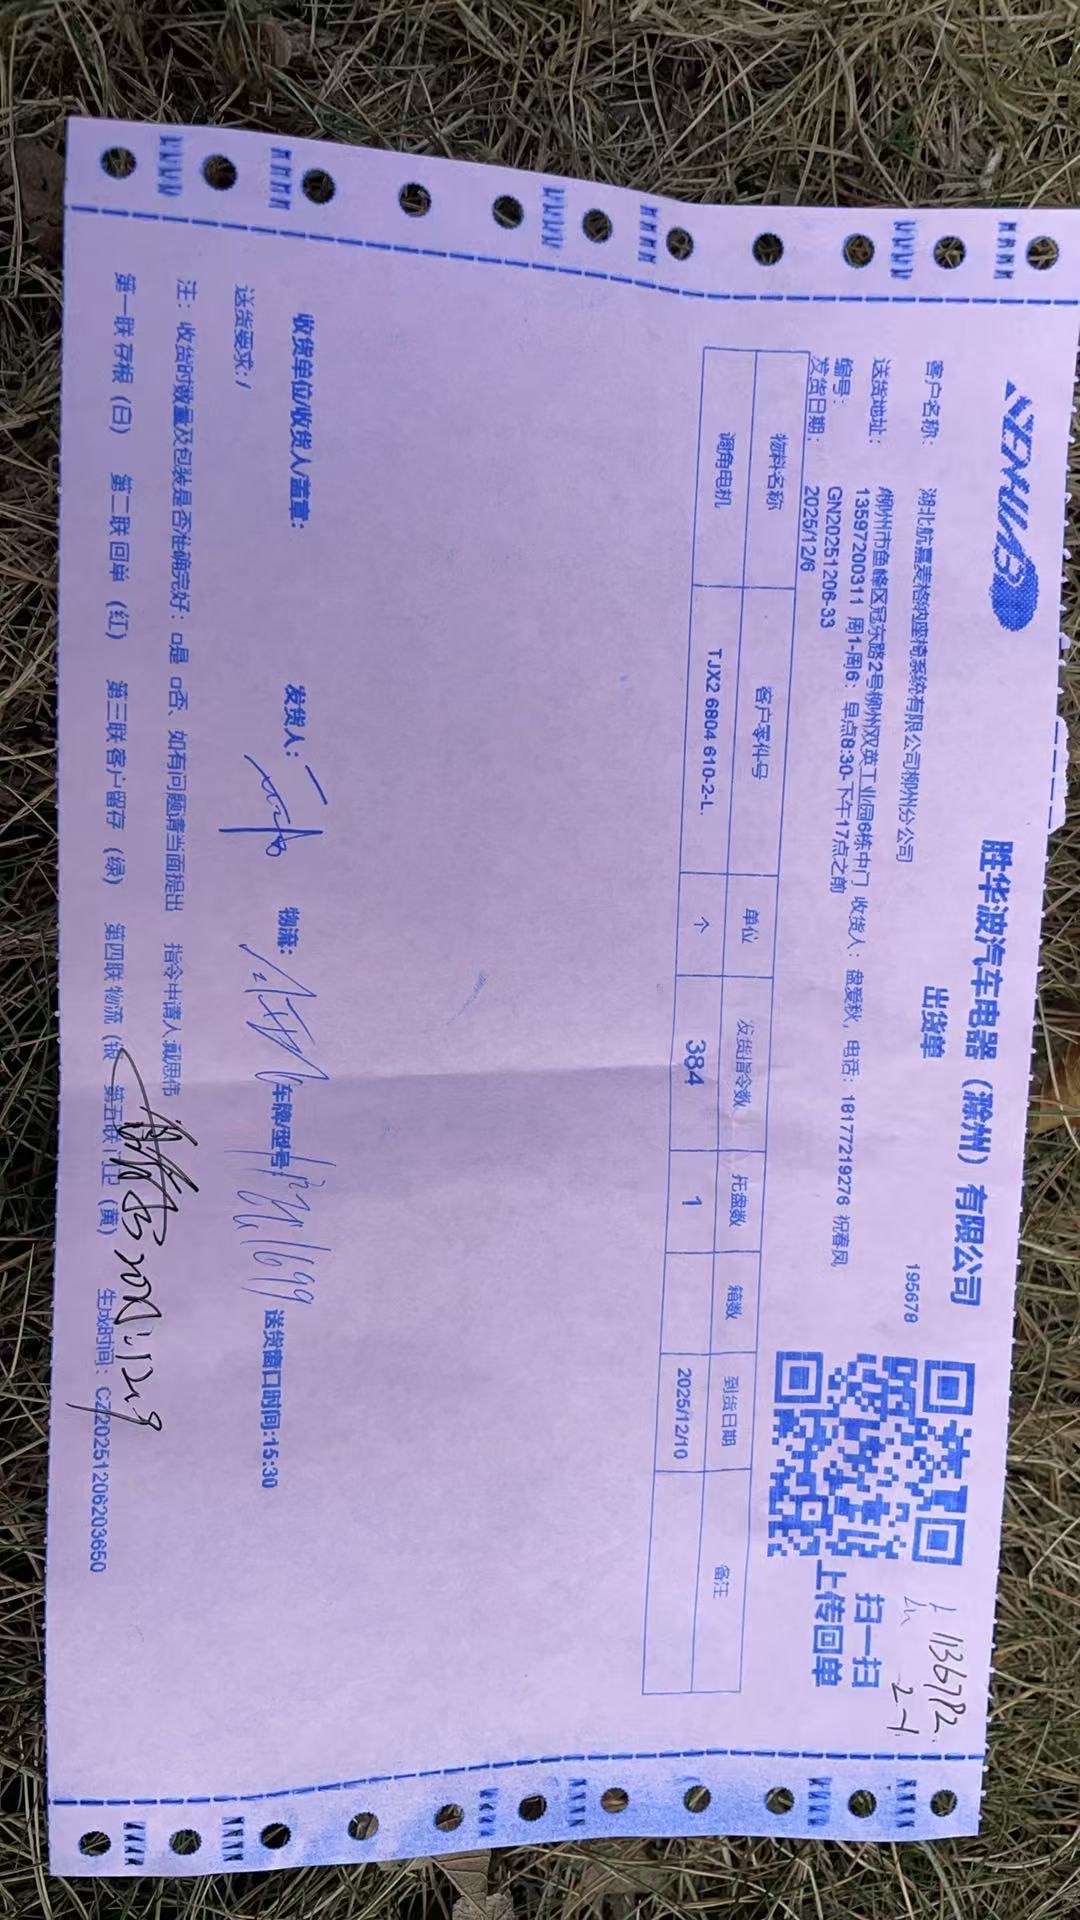 胜华波汽车电器（滁州）有限公司
出货单
195678
1136782
2-1
扫一扫
上传回单
客户名称： 湖北航嘉麦格纳座椅系统有限公司柳州分公司
送货地址： 柳州市鱼峰区冠东路2号柳州双英工业园6栋中门 收货人：盘爱秋，电话：18177219276 祝春凤
13597200311 周1-周6：早点8:30-下午17点之前
编号： GN20251206-33
发货日期： 2025/12/6
物料名称 客户零件号 单位 发货指令数 托盘数 箱数 到货日期 备注
调角电机 TJX2 6804 610-2-L. 个 384 1 2025/12/10
收货单位/收货人/盖章： 发货人： 物流： 车牌/型号： 送货窗口时间:15:30
送货要求:/
注：收货时数量及包装是否准确完好：□是 □否、如有问题请当面提出 指令申请人:戴思伟
第一联 存根（白） 第二联 回单（红） 第三联 客户留存（绿） 第四联 物流（银 第五联 门卫（黄） 生成时间：CZ20251206203650